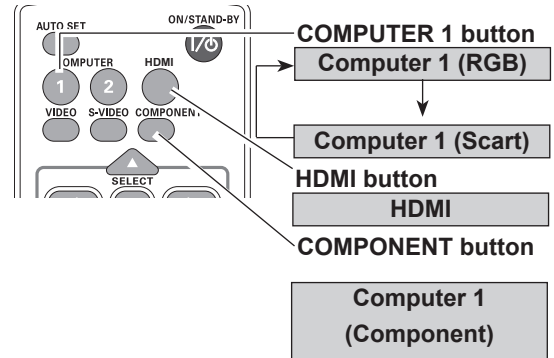 AUTO SET
ON/STAND-BY
I/⏻
OMPUTER
HDMI
1
2
VIDEO
S-VIDEO
COMPONENT
SELECT
COMPUTER 1 button
Computer 1 (RGB)
Computer 1 (Scart)
HDMI button
HDMI
COMPONENT button
Computer 1
(Component)